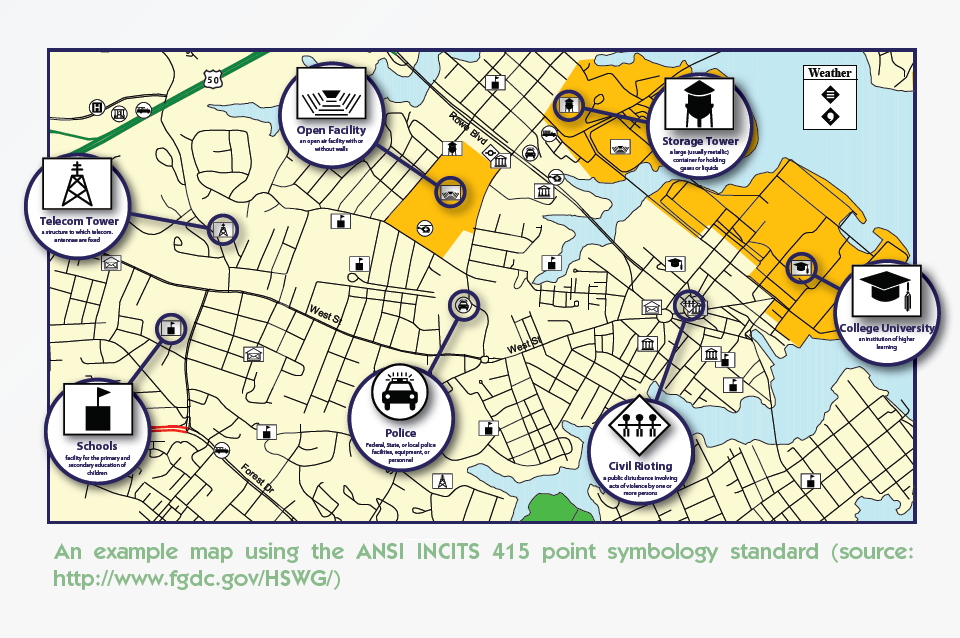 50
Weather
Open Facility
an open air facility with or
without walls
Rowe Blvd
Storage Tower
a large (usually metallic)
container for holding
gases or liquids
Telecom Tower
a structure to which telecom.
antennae are fixed
H
College University
an institution of higher
learning
West St
West St
Schools
facility for the primary and
secondary education of
children
Police
Federal, State, or local police
facilities, equipment, or
personnel
Civil Rioting
a public disturbence involving
acts of violence by one or
more persons
Forest Dr
An example map using the ANSI INCITS 415 point symbology standard (source:
http://www.fgdc.gov/HSWG/)